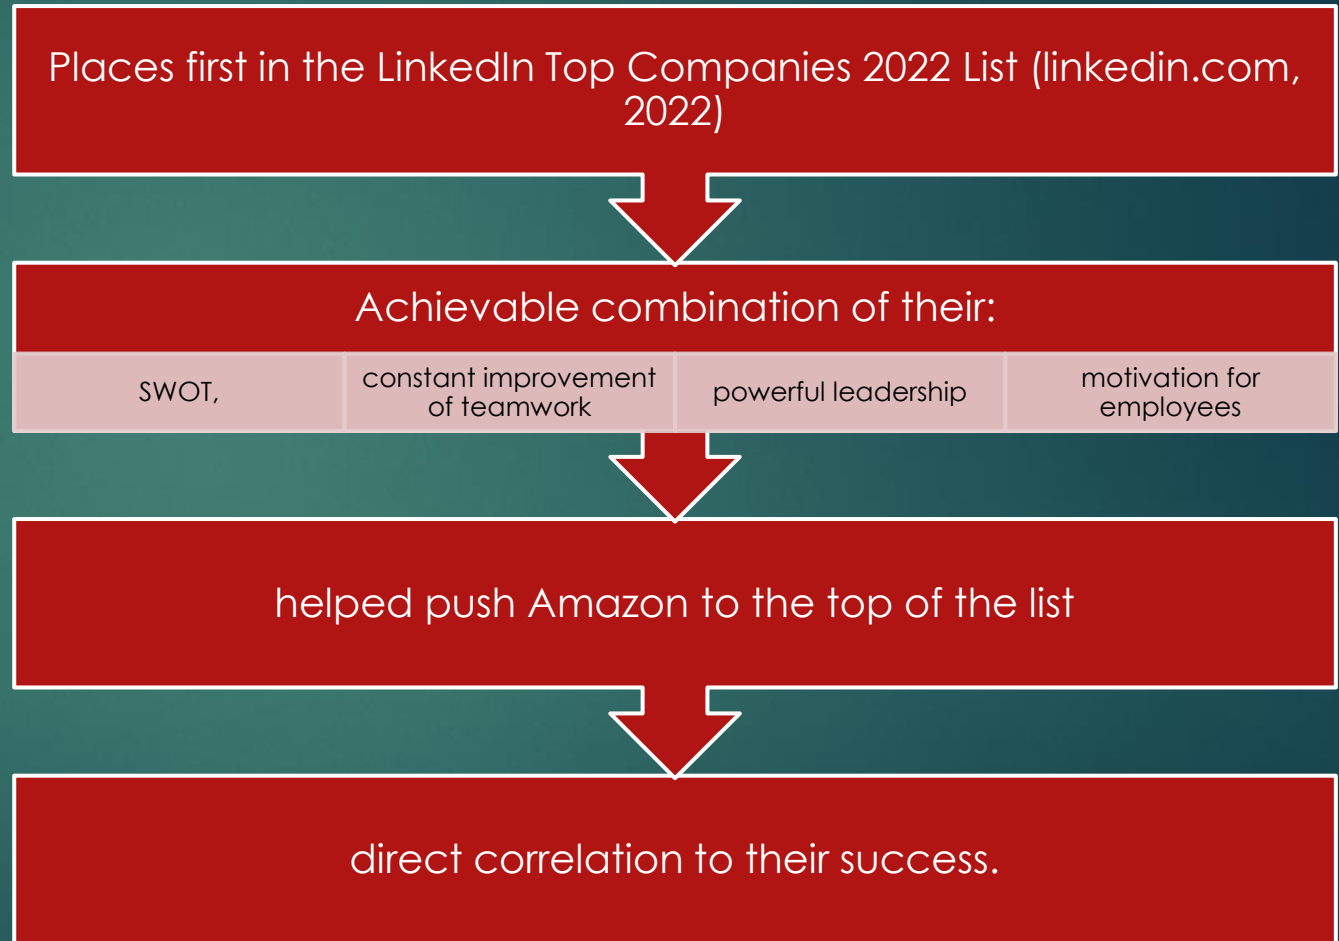 Places first in the LinkedIn Top Companies 2022 List (linkedin.com,
2022)
Achievable combination of their:
SWOT,
constant improvement
of teamwork
powerful leadership
motivation for
employees
helped push Amazon to the top of the list
direct correlation to their success.